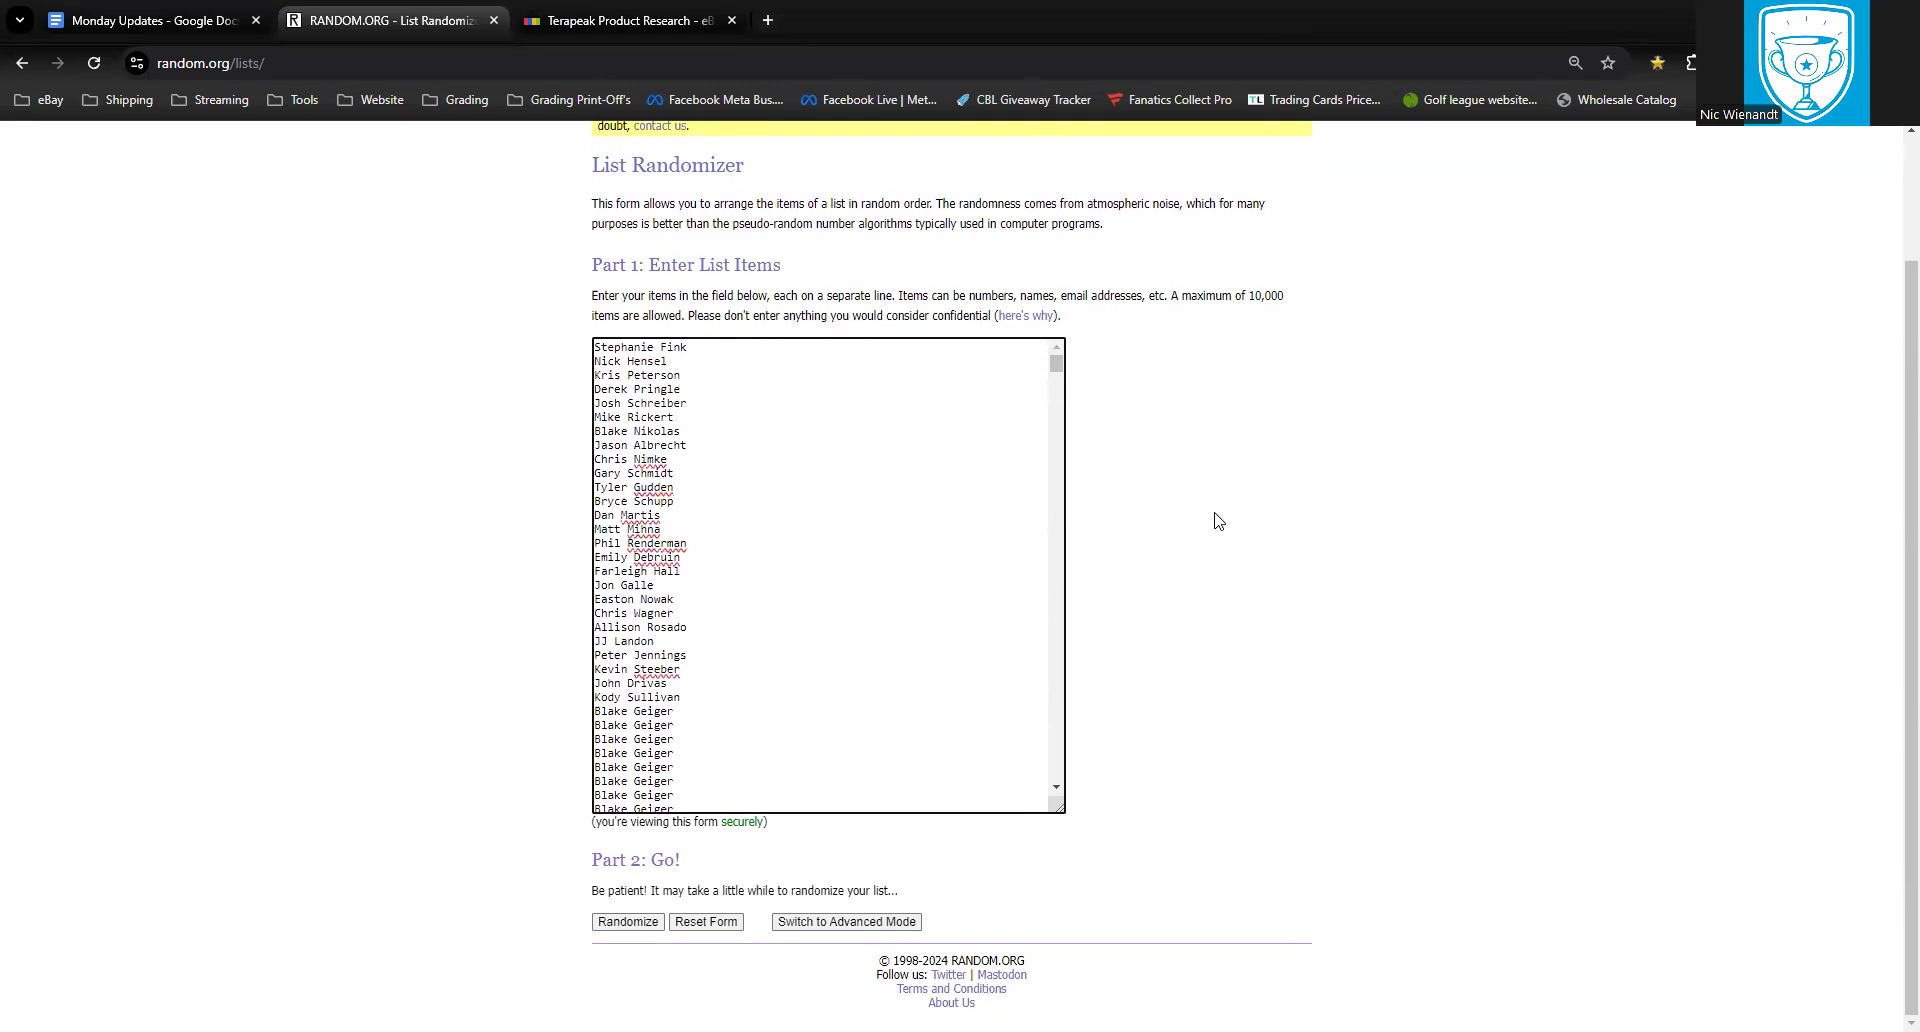 Monday Updates - Google Doc
RANDOM.ORG - List Randomiz
Terapeak Product Research - eB
random.org/lists/
Nic Wienandt
eBay
Shipping
Streaming
Tools
Website
Grading
Grading Print-Off's
Facebook Meta Bus...
Facebook Live | Met...
CBL Giveaway Tracker
Fanatics Collect Pro
TL
Trading Cards Price...
Golf league website...
Wholesale Catalog
doubt, contact us.
List Randomizer
This form allows you to arrange the items of a list in random order. The randomness comes from atmospheric noise, which for many
purposes is better than the pseudo-random number algorithms typically used in computer programs.
Part 1: Enter List Items
Enter your items in the field below, each on a separate line. Items can be numbers, names, email addresses, etc. A maximum of 10,000
items are allowed. Please don't enter anything you would consider confidential (here's why).
Stephanie Fink
Nick Hensel
Kris Peterson
Derek Pringle
Josh Schreiber
Mike Rickert
Blake Nikolas
Jason Albrecht
Chris Nimke
Gary Schmidt
Tyler Gudden
Bryce Schupp
Dan Martis
Matt Mihna
Phil Renderman
Emily Debruin
Farleigh Hall
Jon Galle
Easton Nowak
Chris Wagner
Allison Rosado
JJ Landon
Peter Jennings
Kevin Steeber
John Drivas
Kody Sullivan
Blake Geiger
Blake Geiger
Blake Geiger
Blake Geiger
Blake Geiger
Blake Geiger
Blake Geiger
Blake Geiger
(you're viewing this form securely)
Part 2: Go!
Be patient! It may take a little while to randomize your list...
Randomize
Reset Form
Switch to Advanced Mode
© 1998-2024 RANDOM.ORG
Follow us: Twitter | Mastodon
Terms and Conditions
About Us